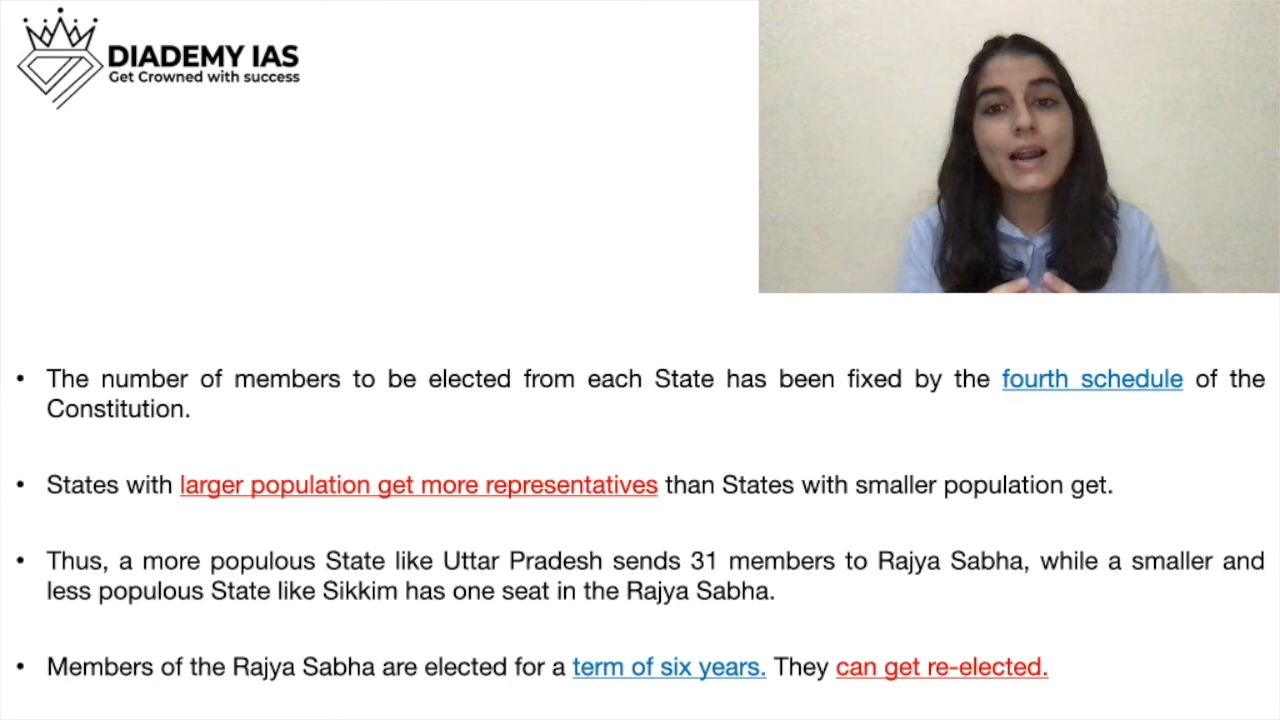 DIADEMY IAS
Get Crowned with success
• The number of members to be elected from each State has been fixed by the fourth schedule of the
Constitution.
• States with larger population get more representatives than States with smaller population get.
• Thus, a more populous State like Uttar Pradesh sends 31 members to Rajya Sabha, while a smaller and
less populous State like Sikkim has one seat in the Rajya Sabha.
• Members of the Rajya Sabha are elected for a term of six years. They can get re-elected.